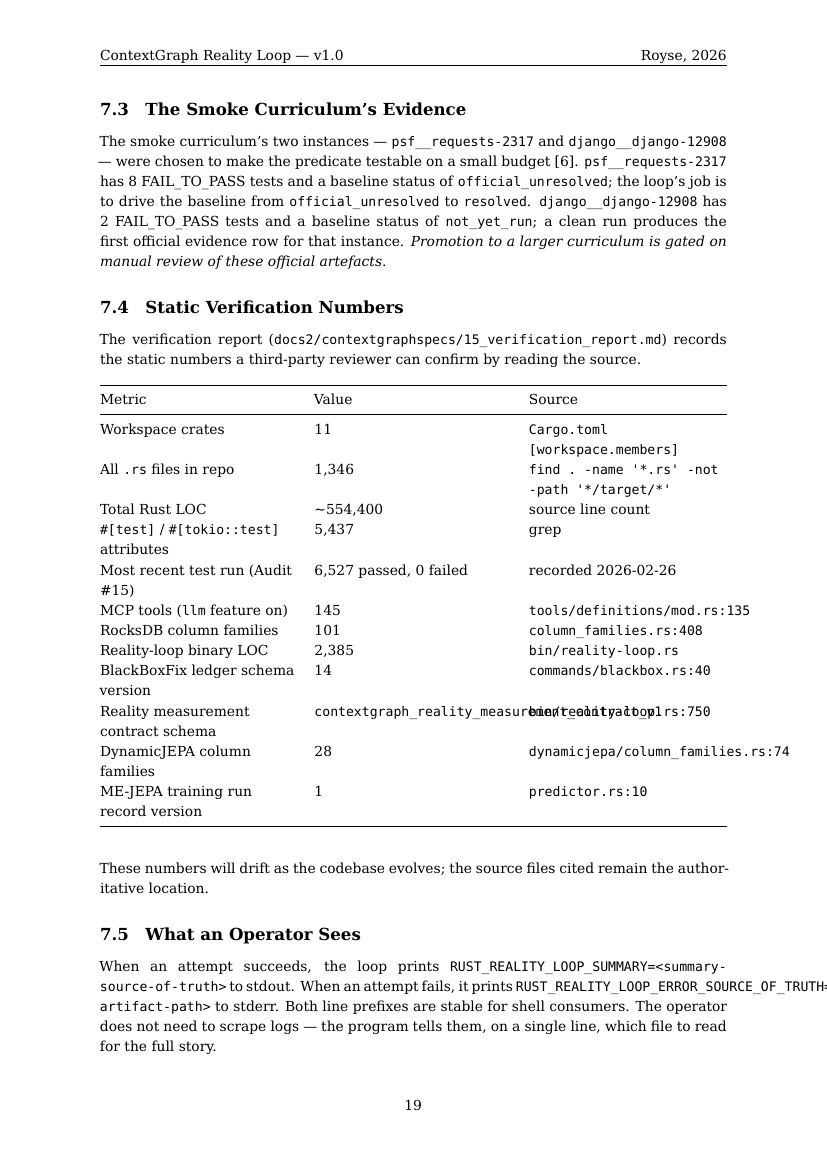 ContextGraph Reality Loop — v1.0 Royse, 2026
7.3 The Smoke Curriculum’s Evidence
The smoke curriculum’s two instances — psf__requests-2317 and django__django-12908
— were chosen to make the predicate testable on a small budget [6]. psf__requests-2317
has 8 FAIL_TO_PASS tests and a baseline status of official_unresolved; the loop’s job is
to drive the baseline from official_unresolved to resolved. django__django-12908 has
2 FAIL_TO_PASS tests and a baseline status of not_yet_run; a clean run produces the
first official evidence row for that instance. Promotion to a larger curriculum is gated on
manual review of these official artefacts.
7.4 Static Verification Numbers
The verification report (docs2/contextgraphspecs/15_verification_report.md) records
the static numbers a third-party reviewer can confirm by reading the source.
Metric Value Source
Workspace crates 11 Cargo.toml
[workspace.members]
All .rs files in repo 1,346 find . -name '*.rs' -not
-path '*/target/*'
Total Rust LOC ~554,400 source line count
#[test] / #[tokio::test] 5,437 grep
attributes
Most recent test run (Audit 6,527 passed, 0 failed recorded 2026-02-26
#15)
MCP tools (llm feature on) 145 tools/definitions/mod.rs:135
RocksDB column families 101 column_families.rs:408
Reality-loop binary LOC 2,385 bin/reality-loop.rs
BlackBoxFix ledger schema 14 commands/blackbox.rs:40
version
Reality measurement contextgraph_reality_measurement_contract_v1 bin/reality-loop.rs:750
contract schema
DynamicJEPA column 28 dynamicjepa/column_families.rs:74
families
ME-JEPA training run 1 predictor.rs:10
record version
These numbers will drift as the codebase evolves; the source files cited remain the author-
itative location.
7.5 What an Operator Sees
When an attempt succeeds, the loop prints RUST_REALITY_LOOP_SUMMARY=<summary-
source-of-truth> to stdout. When an attempt fails, it prints RUST_REALITY_LOOP_ERROR_SOURCE_OF_TRUTH=
artifact-path> to stderr. Both line prefixes are stable for shell consumers. The operator
does not need to scrape logs — the program tells them, on a single line, which file to read
for the full story.
19